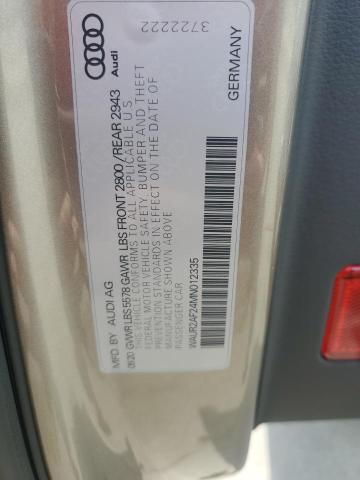 Audi
3722222
GERMANY
MFD. BY AUDI AG
09/20 GVWR LBS 5578 GAWR LBS FRONT 2800 / REAR 2943
THIS VEHICLE CONFORMS TO ALL APPLICABLE
FEDERAL MOTOR VEHICLE SAFETY, BUMPER AND THEFT
PREVENTION STANDARDS IN EFFECT ON THE DATE OF
MANUFACTURE SHOWN ABOVE
PASSENGER CAR
WAUR2AF24MN012335